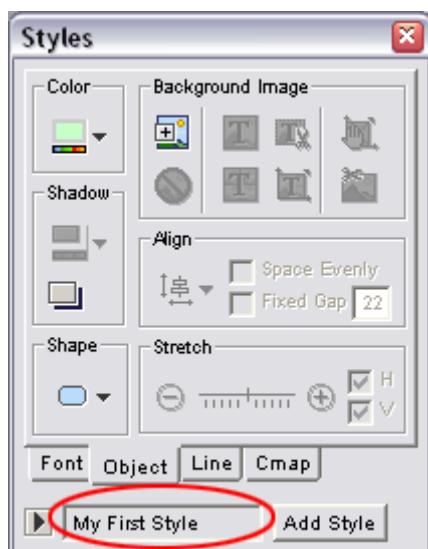 Styles
Color
Background Image
Shadow
Align
Space Evenly
Fixed Gap 22
Shape
Stretch
H
V
Font Object Line Cmap
My First Style Add Style